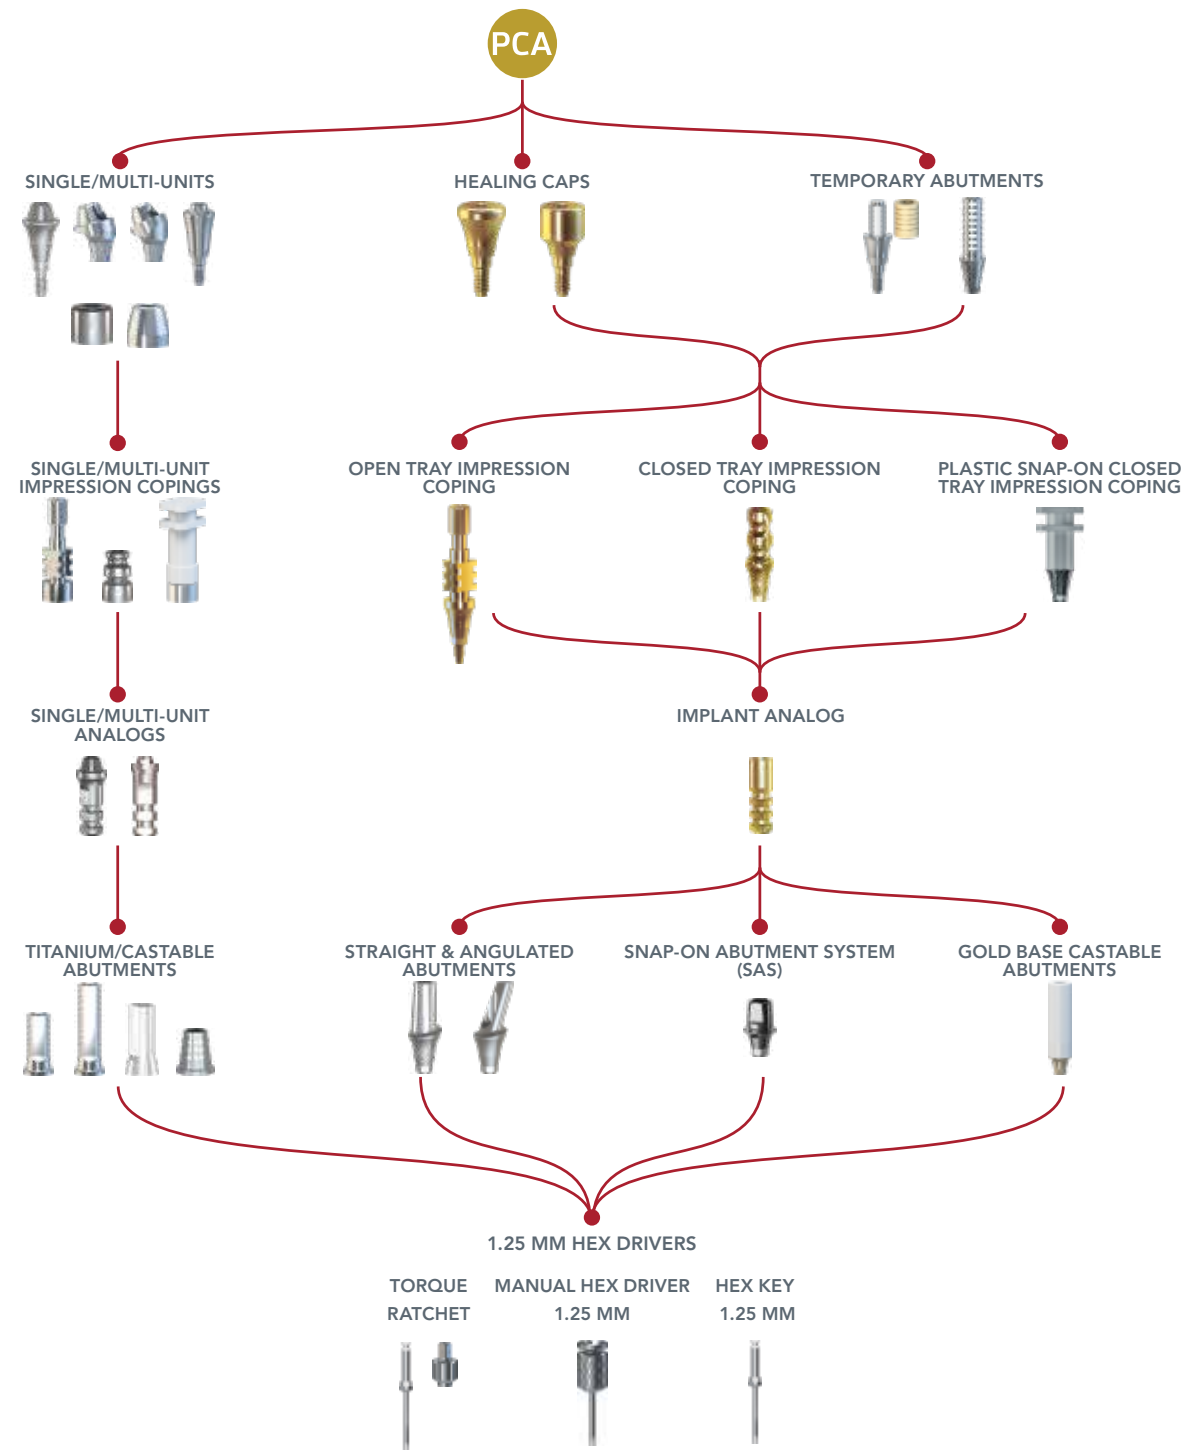 PCA
SINGLE/MULTI-UNITS
HEALING CAPS
TEMPORARY ABUTMENTS
SINGLE/MULTI-UNIT
IMPRESSION COPINGS
OPEN TRAY IMPRESSION
COPING
CLOSED TRAY IMPRESSION
COPING
PLASTIC SNAP-ON CLOSED
TRAY IMPRESSION COPING
SINGLE/MULTI-UNIT
ANALOGS
IMPLANT ANALOG
TITANIUM/CASTABLE
ABUTMENTS
STRAIGHT & ANGULATED
ABUTMENTS
SNAP-ON ABUTMENT SYSTEM
(SAS)
GOLD BASE CASTABLE
ABUTMENTS
1.25 MM HEX DRIVERS
TORQUE
RATCHET
MANUAL HEX DRIVER
1.25 MM
HEX KEY
1.25 MM